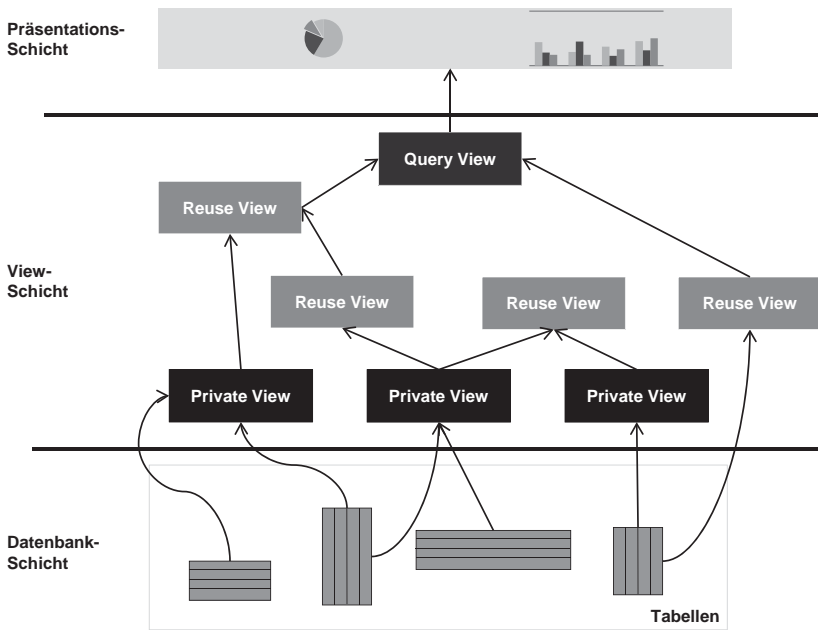 Präsentations-
Schicht
Query View
Reuse View
View-
Schicht
Reuse View
Reuse View
Reuse View
Private View
Private View
Private View
Datenbank-
Schicht
Tabellen